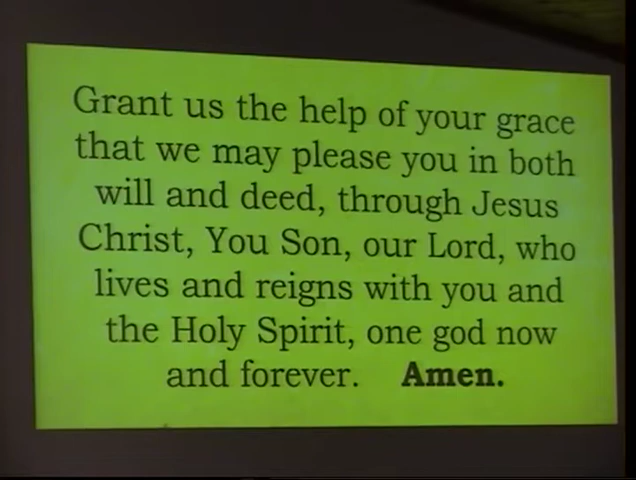 Grant us the help of your grace
that we may please you in both
will and deed, through Jesus
Christ, You Son, our Lord, who
lives and reigns with you and
the Holy Spirit, one god now
and forever. Amen.